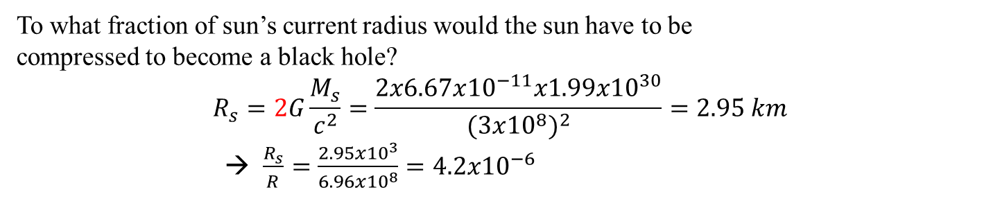 To what fraction of sun’s current radius would the sun have to be
compressed to become a black hole?
R_s = 2G \frac{M_s}{c^2} = \frac{2x6.67x10^{-11}x1.99x10^{30}}{(3x10^8)^2} = 2.95 km
→ \frac{R_s}{R} = \frac{2.95x10^3}{6.96x10^8} = 4.2x10^{-6}